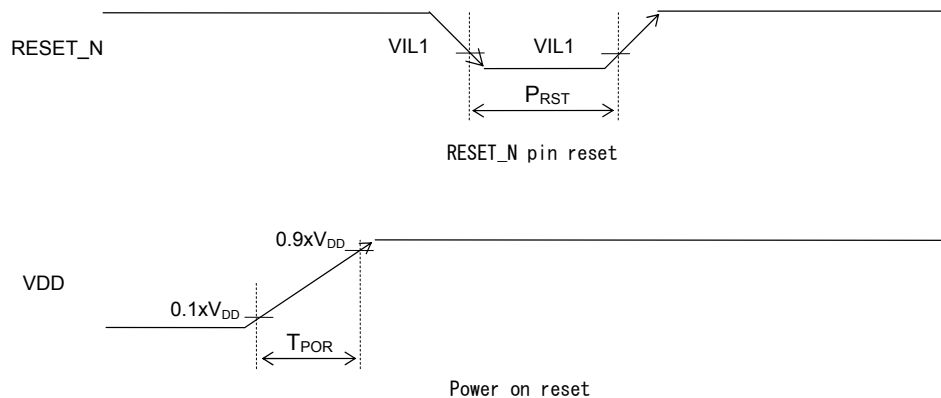 RESET_N
VIL1
VIL1
PRST
RESET_N pin reset
0.9xVDD
VDD
0.1xVDD
TPOR
Power on reset